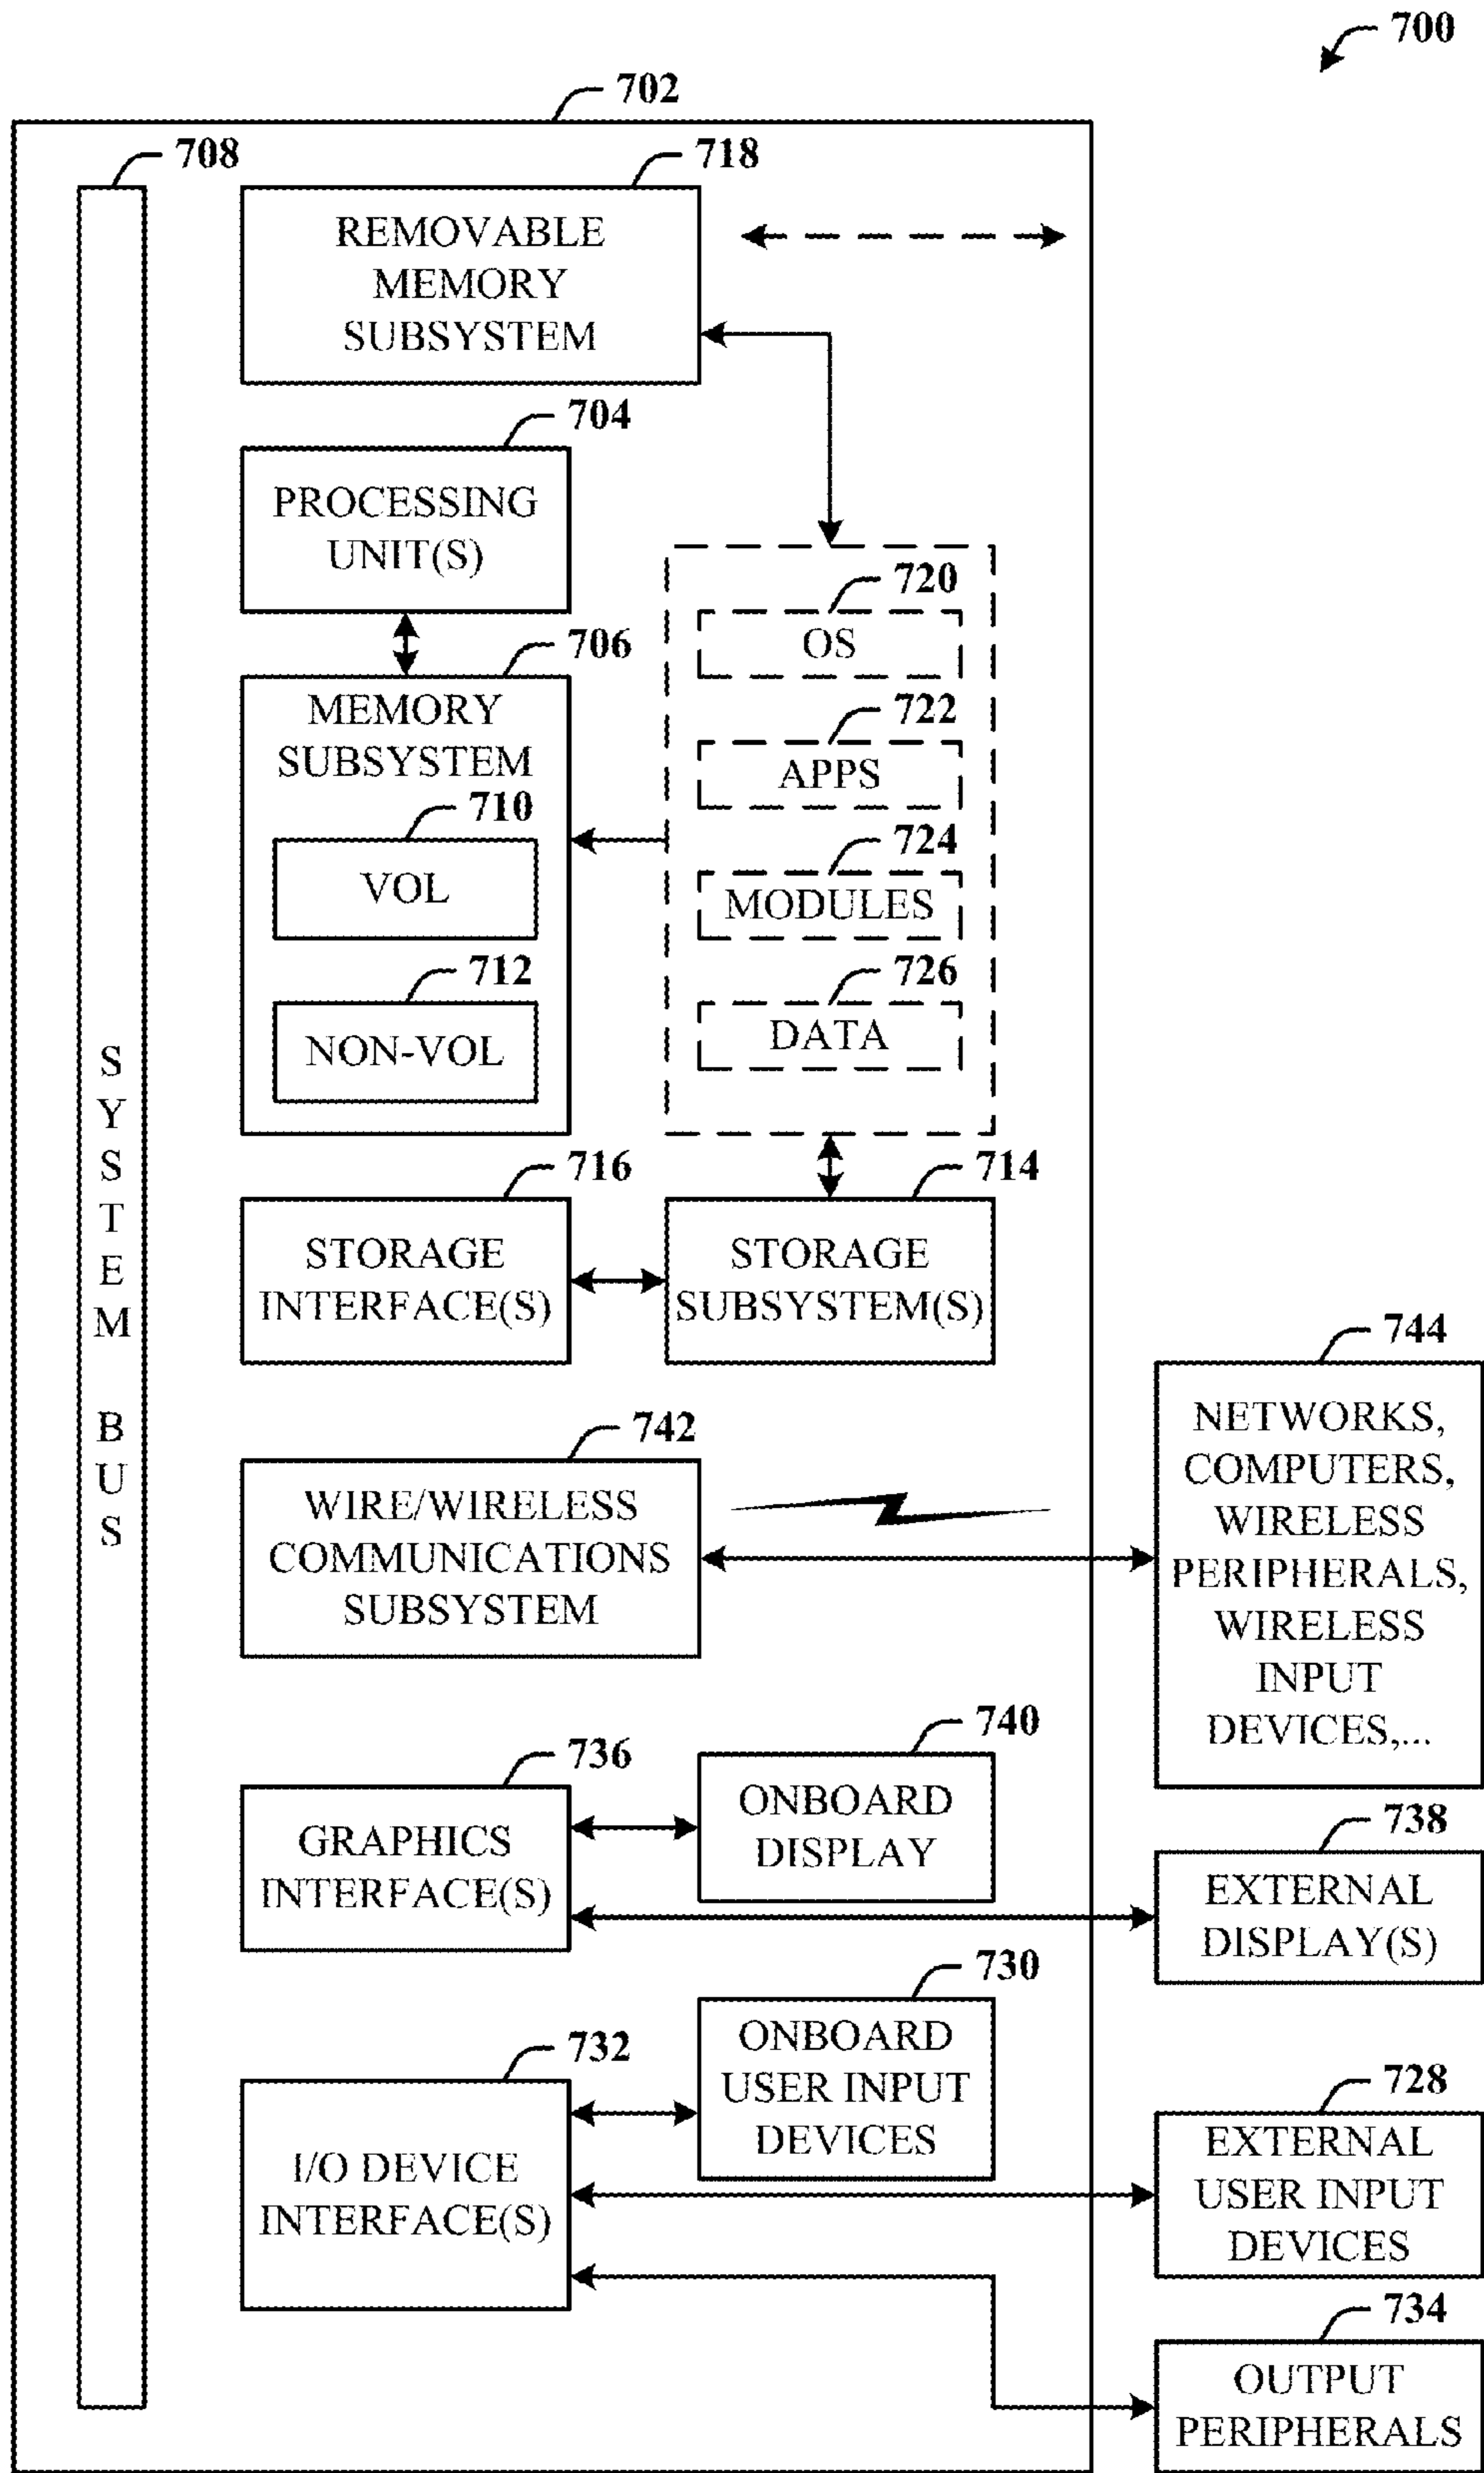 700
702
708
SYSTEM BUS
718
REMOVABLE
MEMORY
SUBSYSTEM
704
PROCESSING
UNIT(S)
706
MEMORY
SUBSYSTEM
710
VOL
712
NON-VOL
720
OS
722
APPS
724
MODULES
726
DATA
716
STORAGE
INTERFACE(S)
714
STORAGE
SUBSYSTEM(S)
742
WIRE/WIRELESS
COMMUNICATIONS
SUBSYSTEM
744
NETWORKS,
COMPUTERS,
WIRELESS
PERIPHERALS,
WIRELESS
INPUT
DEVICES,...
736
GRAPHICS
INTERFACE(S)
740
ONBOARD
DISPLAY
738
EXTERNAL
DISPLAY(S)
732
I/O DEVICE
INTERFACE(S)
730
ONBOARD
USER INPUT
DEVICES
728
EXTERNAL
USER INPUT
DEVICES
734
OUTPUT
PERIPHERALS